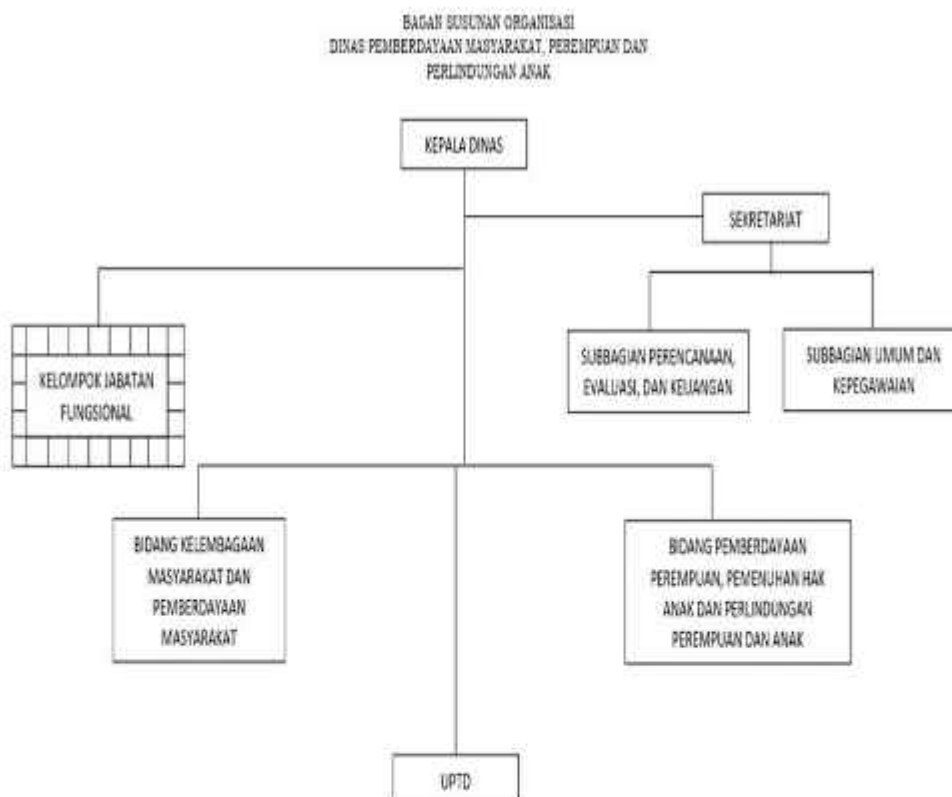 BAGAN SUSUNAN ORGANISASI
DINAS PEMBERDAYAAN MASYARAKAT, PEREMPUAN DAN
PERLINDUNGAN ANAK
KEPALA DINAS
SEKRETARIAT
KELOMPOK JABATAN
FUNGSIONAL
SUBBAGIAN PERENCANAAN,
EVALUASI, DAN KEUANGAN
SUBBAGIAN UMUM DAN
KEPEGAWAIAN
BIDANG KELEMBAGAAN
MASYARAKAT DAN
PEMBERDAYAAN
MASYARAKAT
BIDANG PEMBERDAYAAN
PEREMPUAN, PEMENUHAN HAK
ANAK DAN PERLINDUNGAN
PEREMPUAN DAN ANAK
UPTD